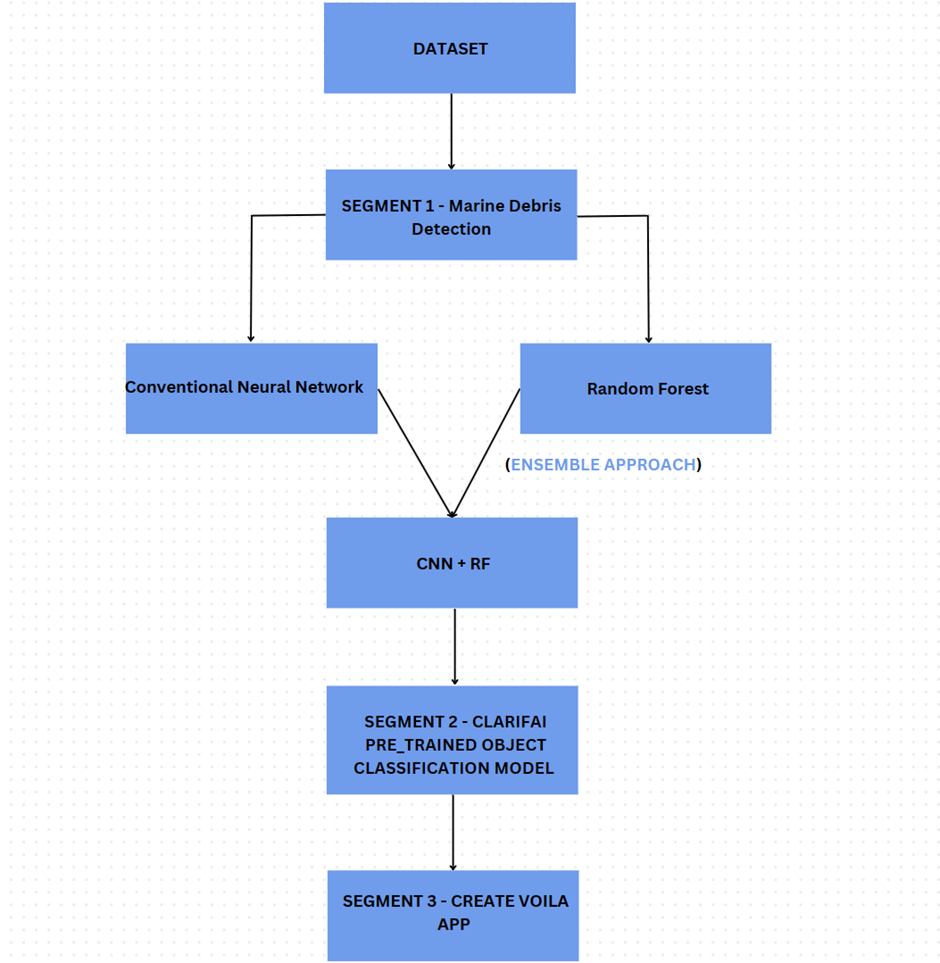 DATASET
SEGMENT 1 - Marine Debris
Detection
Conventional Neural Network
Random Forest
(ENSEMBLE APPROACH)
CNN + RF
SEGMENT 2 - CLARIFAI
PRE_TRAINED OBJECT
CLASSIFICATION MODEL
SEGMENT 3 - CREATE VOILA
APP